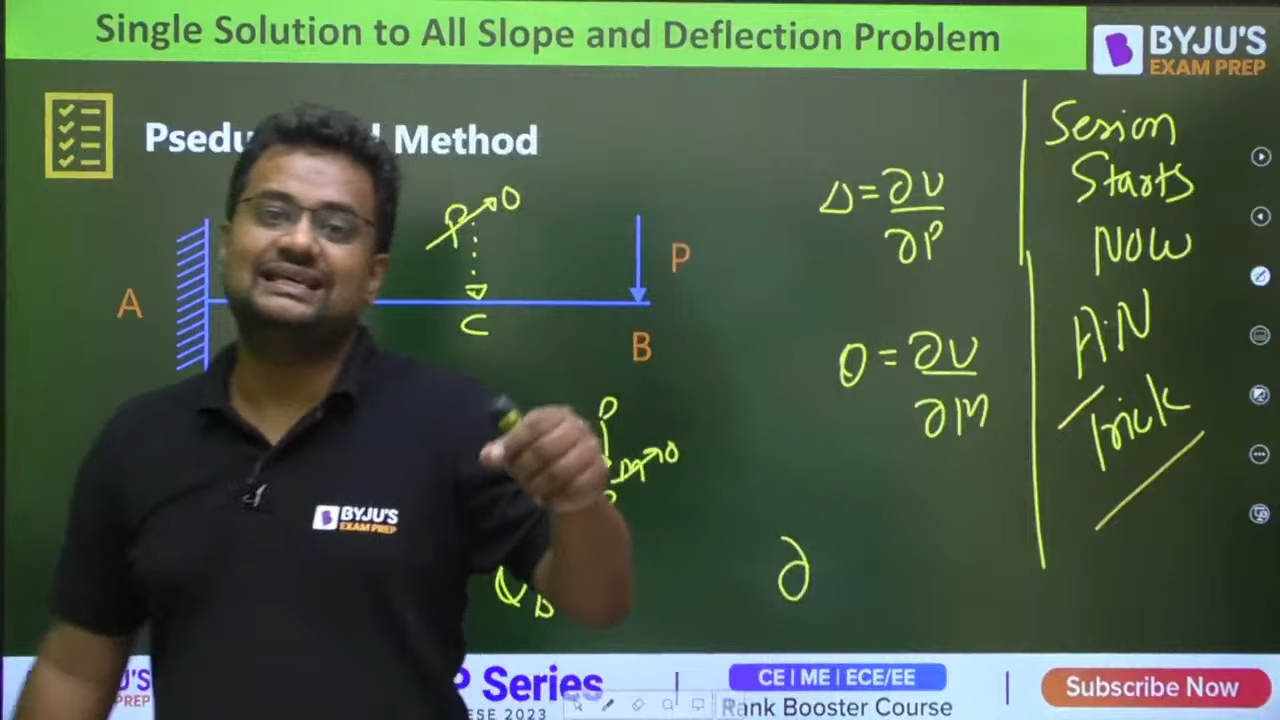 Single Solution to All Slope and Deflection Problem
BYJU'S
EXAM PREP
Method
P 0
A
C
P
B
Δ = ∂U
∂P
θ = ∂U
∂M
Session
Starts
Now
A.N
Trick
P
M 0
∂
BYJU'S
EXAM PREP
Series
ESE 2023
CE | ME | ECE/EE
Rank Booster Course
Subscribe Now